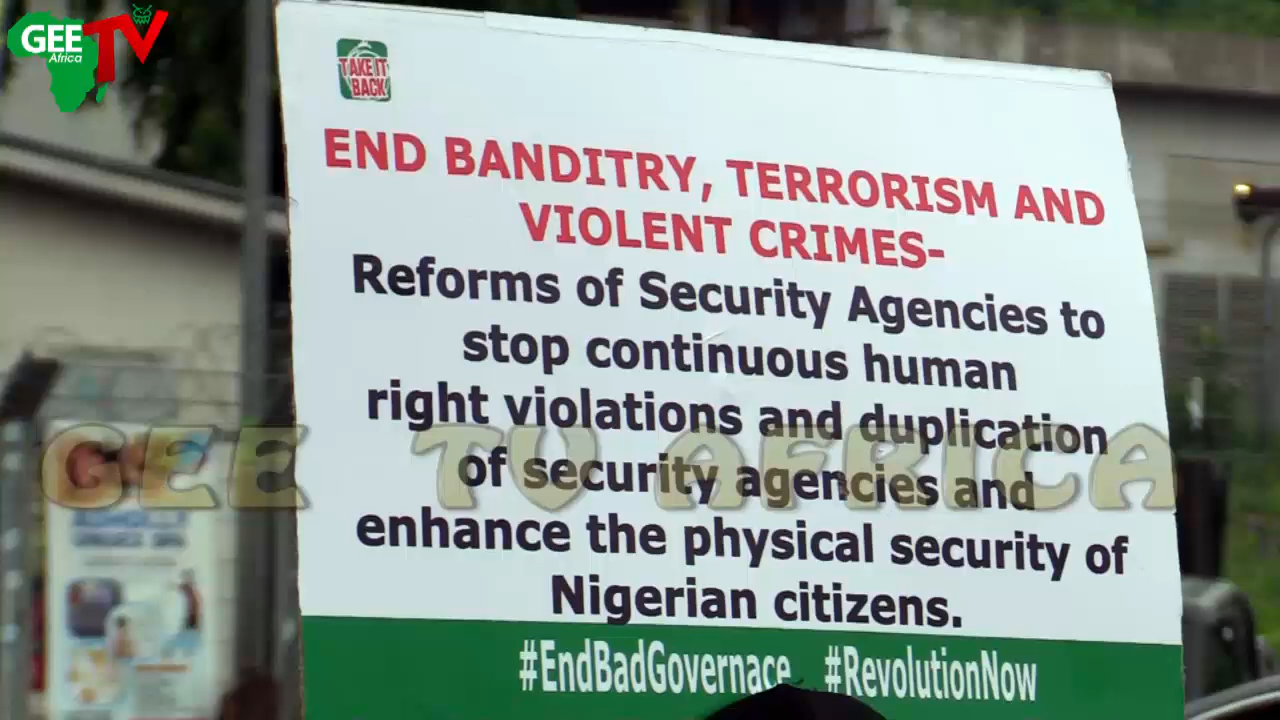 GEE
Africa
TV
TAKE IT
BACK
END BANDITRY, TERRORISM AND
VIOLENT CRIMES-
Reforms of Security Agencies to
stop continuous human
right violations and duplication
of security agencies and
enhance the physical security of
Nigerian citizens.
#EndBadGovernace #RevolutionNow
GEE TV AFRICA